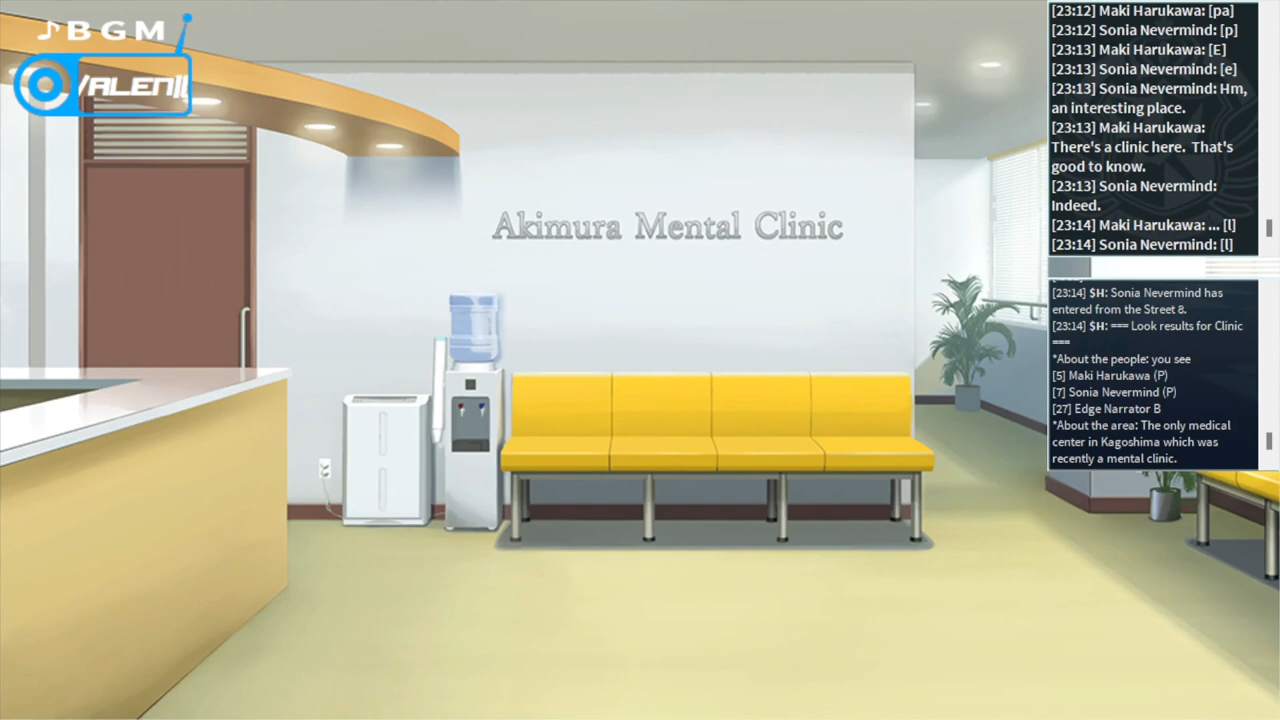 ♪BGM
VALEN
Akimura Mental Clinic
[23:12] Maki Harukawa: [pa]
[23:12] Sonia Nevermind: [p]
[23:13] Maki Harukawa: [E]
[23:13] Sonia Nevermind: [e]
[23:13] Sonia Nevermind: Hm,
an interesting place.
[23:13] Maki Harukawa:
There's a clinic here. That's
good to know.
[23:13] Sonia Nevermind:
Indeed.
[23:14] Maki Harukawa: ... [l]
[23:14] Sonia Nevermind: [l]
[23:14] $H: Sonia Nevermind has
entered from the Street 8.
[23:14] $H: === Look results for Clinic
===
*About the people: you see
[5] Maki Harukawa (P)
[7] Sonia Nevermind (P)
[27] Edge Narrator B
*About the area: The only medical
center in Kagoshima which was
recently a mental clinic.